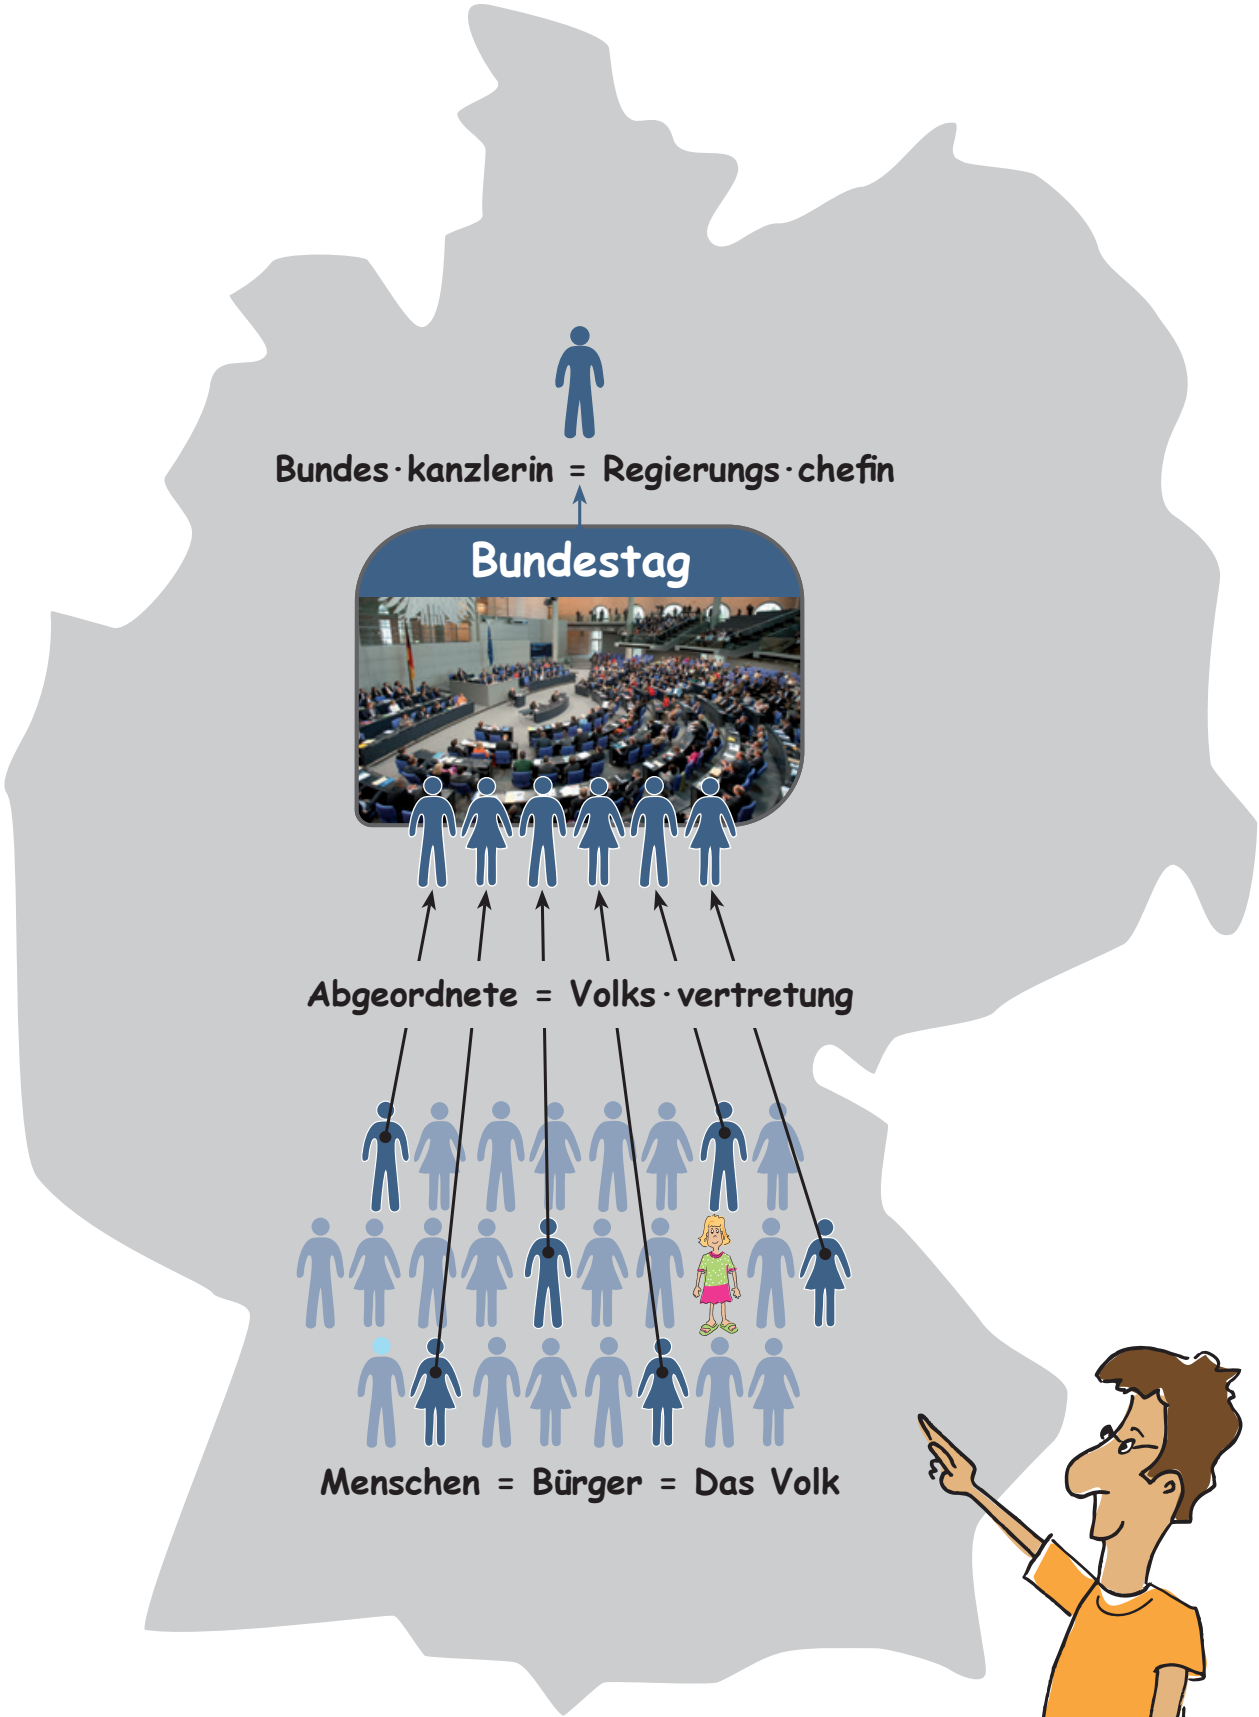 Bundes·kanzlerin = Regierungs·chefin
Bundestag
Abgeordnete = Volks·vertretung
Menschen = Bürger = Das Volk